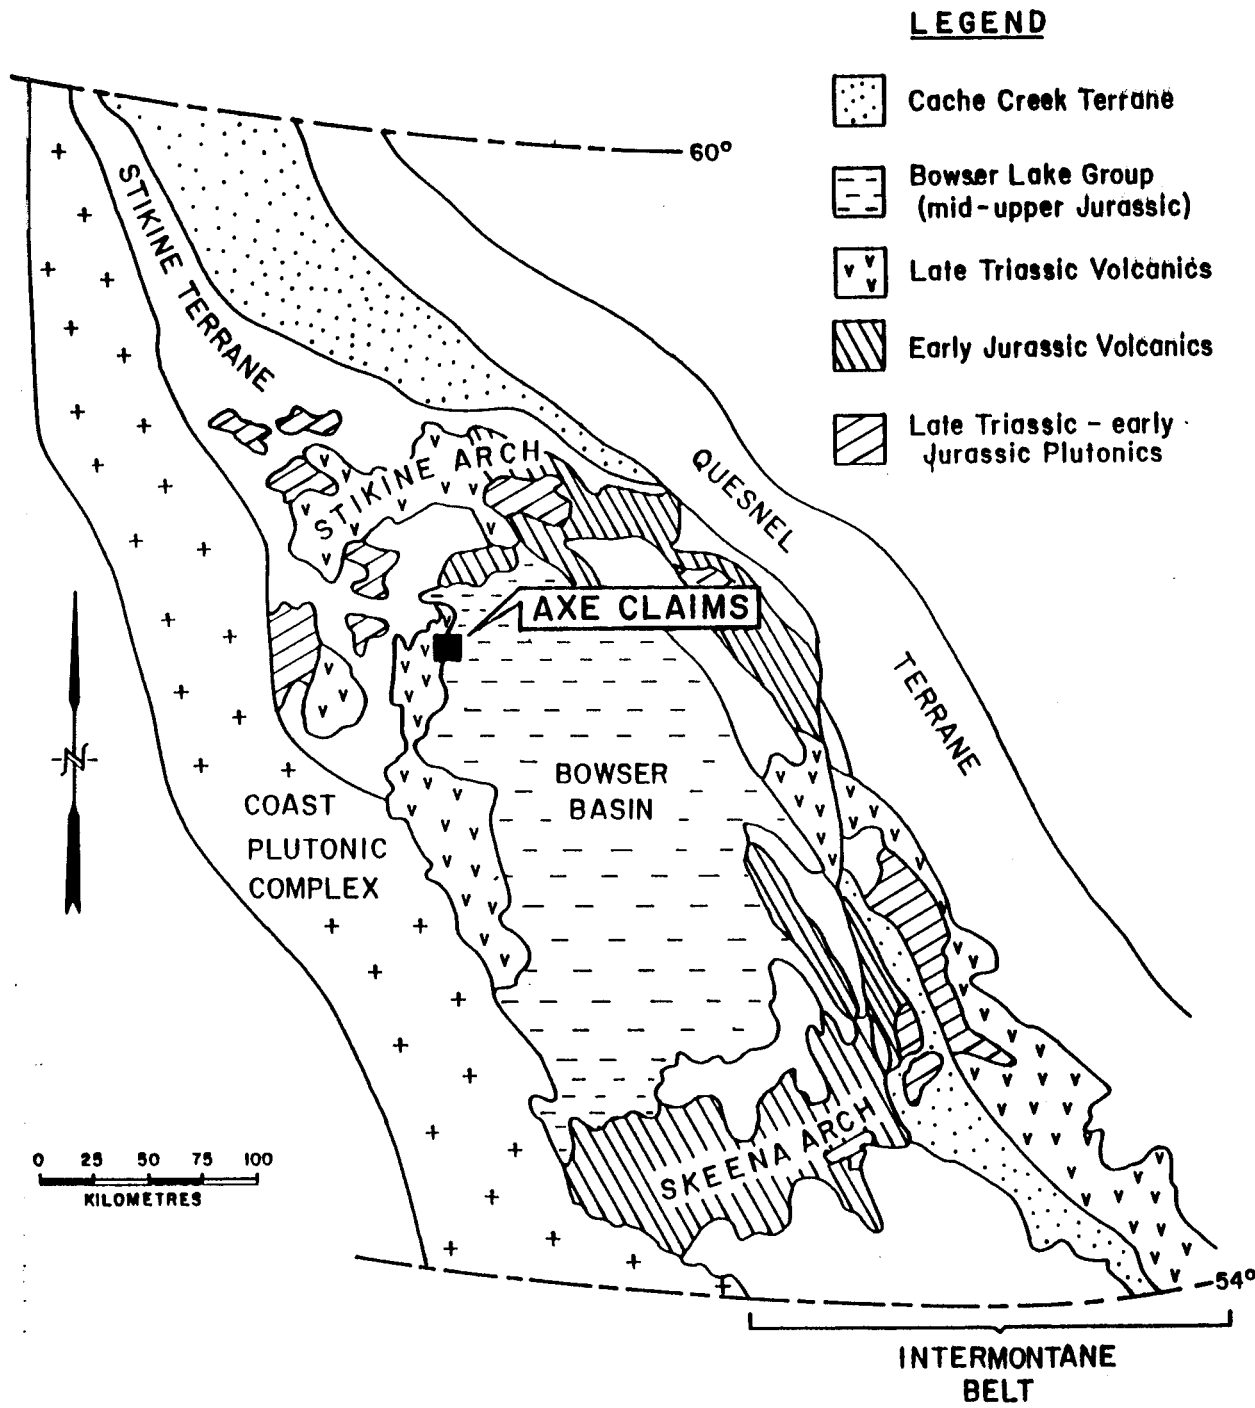 LEGEND
Cache Creek Terrane
Bowser Lake Group
(mid-upper Jurassic)
Late Triassic Volcanics
Early Jurassic Volcanics
Late Triassic - early
Jurassic Plutonics
60°
STIKINE TERRANE
STIKINE ARCH
QUESNEL
TERRANE
AXE CLAIMS
N
BOWSER
BASIN
COAST
PLUTONIC
COMPLEX
SKEENA ARCH
0 25 50 75 100
KILOMETRES
54°
INTERMONTANE
BELT